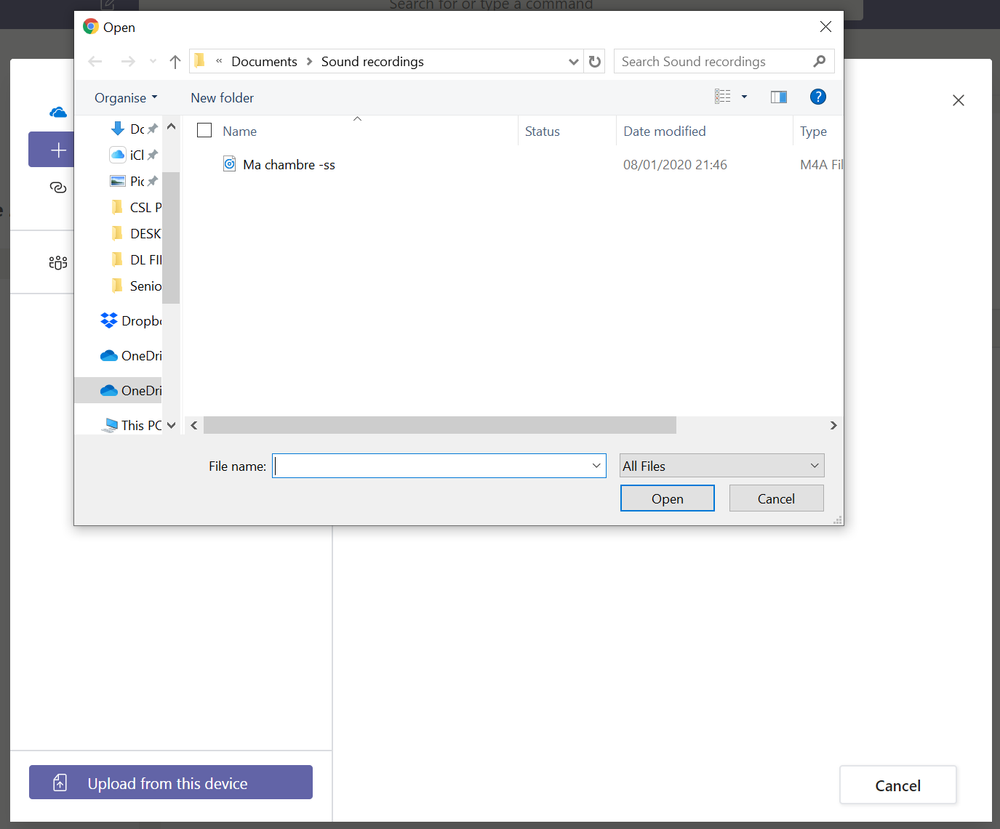 Search for or type a command
Open
« Documents > Sound recordings
Search Sound recordings
Organise
New folder
Name
Status
Date modified
Type
Ma chambre -ss
08/01/2020 21:46
M4A Fil
Dc
iCl
Pic
CSL P
DESK
DL FI
Senio
Dropb
OneDri
OneDri
This PC
File name:
All Files
Open
Cancel
Upload from this device
Cancel